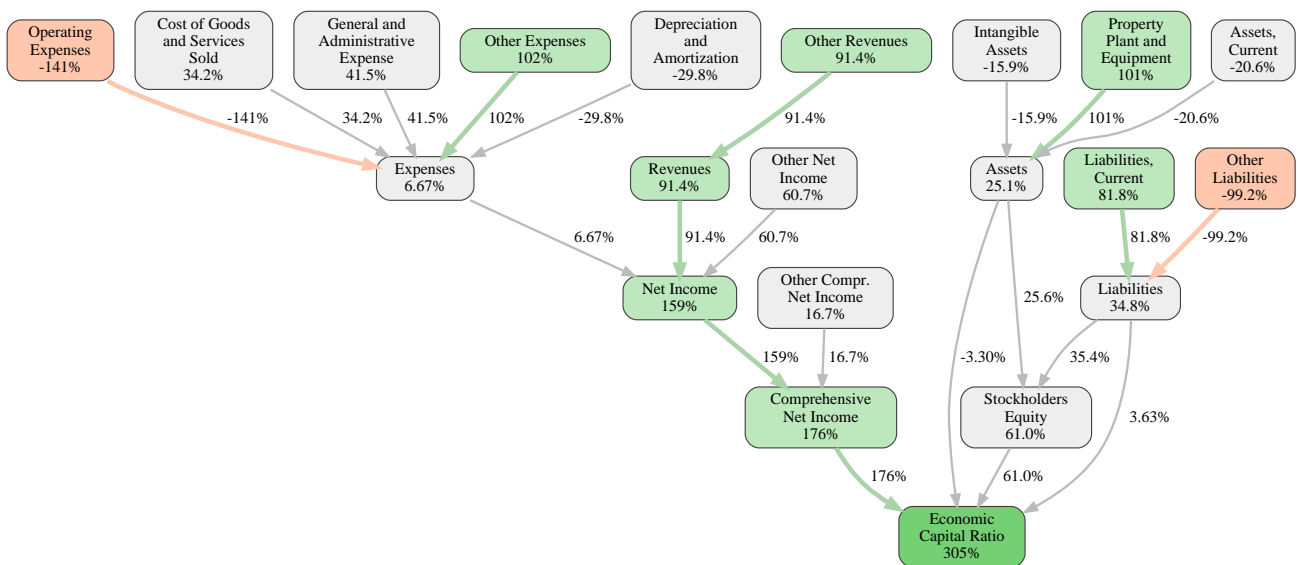 Operating
Expenses
-141%
Cost of Goods
and Services
Sold
34.2%
General and
Administrative
Expense
41.5%
Other Expenses
102%
Depreciation
and
Amortization
-29.8%
Other Revenues
91.4%
Intangible
Assets
-15.9%
Property
Plant and
Equipment
101%
Assets,
Current
-20.6%
-141%
34.2%
41.5%
102%
-29.8%
91.4%
-15.9%
101%
-20.6%
Expenses
6.67%
Revenues
91.4%
Other Net
Income
60.7%
Assets
25.1%
Liabilities,
Current
81.8%
Other
Liabilities
-99.2%
6.67%
91.4%
60.7%
81.8%
-99.2%
Net Income
159%
Other Compr.
Net Income
16.7%
25.6%
Liabilities
34.8%
159%
16.7%
-3.30%
35.4%
Comprehensive
Net Income
176%
Stockholders
Equity
61.0%
3.63%
176%
61.0%
Economic
Capital Ratio
305%